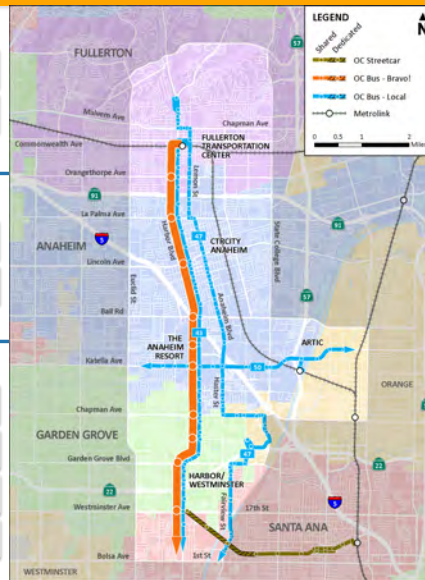 LEGEND
N
Shared
Dedicated
OC Streetcar
OC Bus - Bravo!
OC Bus - Local
Metrolink
0 0.5 1 2
Miles
FULLERTON
57
Malvern Ave
Chapman Ave
Commonwealth Ave
FULLERTON
TRANSPORTATION
CENTER
Orangethorpe Ave
Lemon St
91
91
La Palma Ave
Harbor Blvd
47
CTRCITY
ANAHEIM
State College Blvd
ANAHEIM
5
Lincoln Ave
Euclid St
Anaheim Blvd
57
Ball Rd
43
THE
ANAHEIM
RESORT
ARTIC
Katella Ave
50
Haster St
ORANGE
Chapman Ave
GARDEN GROVE
Garden Grove Blvd
47
22
HARBOR/
WESTMINSTER
Fairview St
22
5
Westminster Ave
17th St
SANTA ANA
Bolsa Ave
1st St
WESTMINSTER